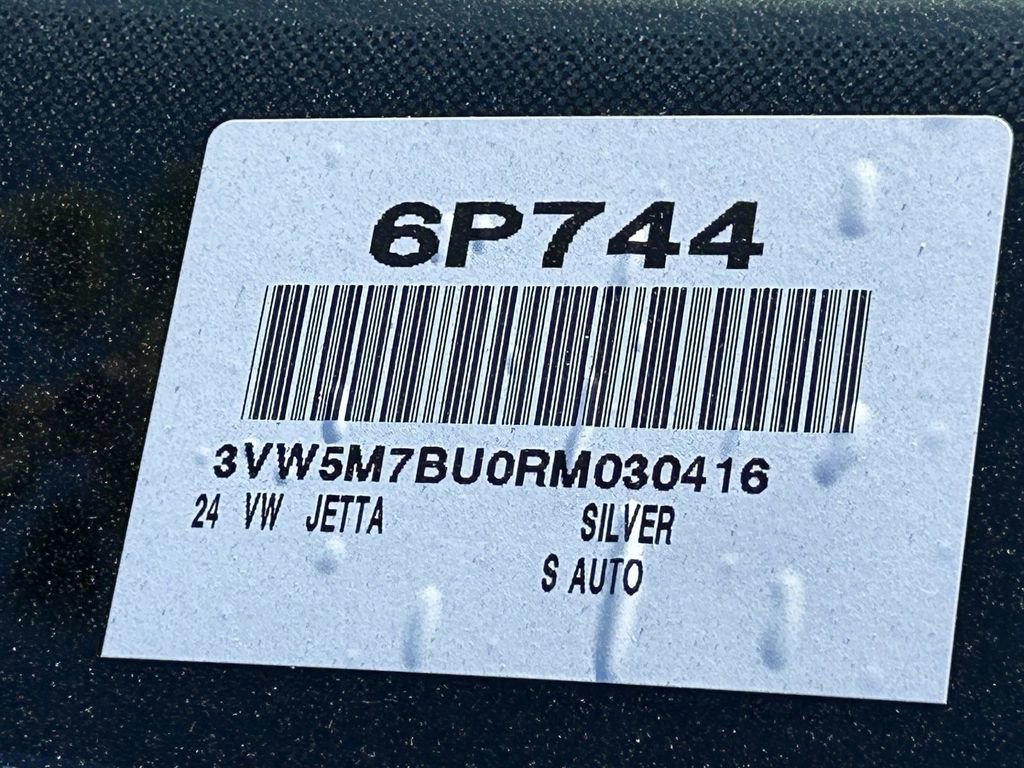 6P744
3VW5M7BU0RM030416
24 VW JETTA SILVER
S AUTO